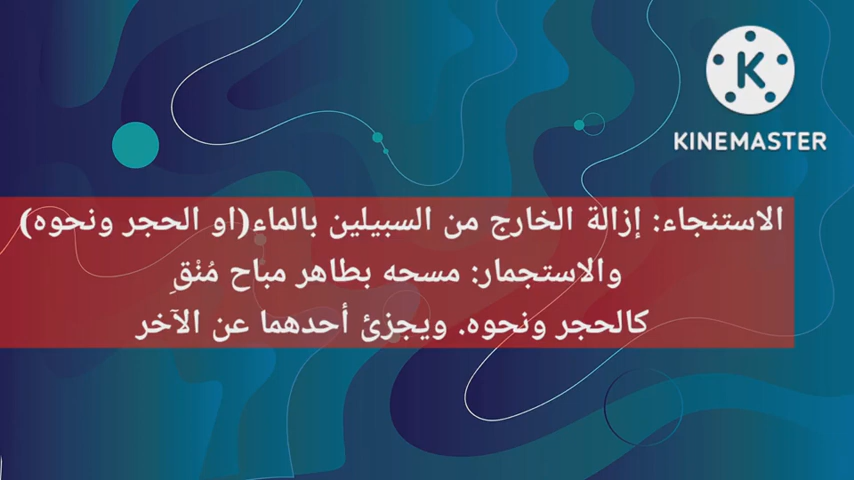 K
KINEMASTER
الاستنجاء: إزالة الخارج من السبيلين بالماء(او الحجر ونحوه)
والاستجمار: مسحه بطاهر مباح مُنْقِ
كالحجر ونحوه. ويجزئ أحدهما عن الآخر